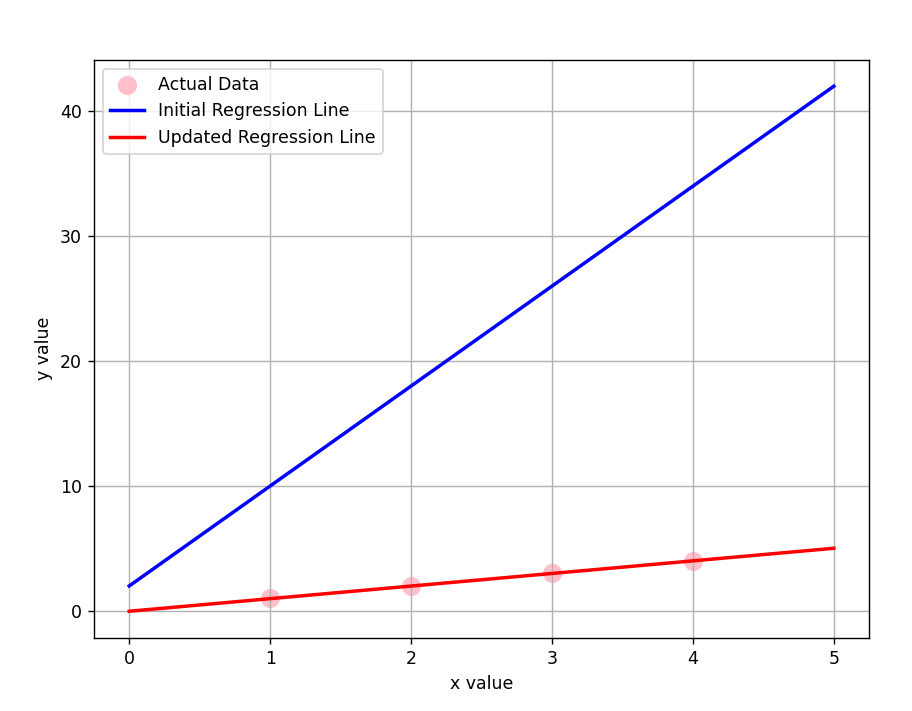 Actual Data
Initial Regression Line
Updated Regression Line
40
30
20
10
0
y value
0 1 2 3 4 5
x value